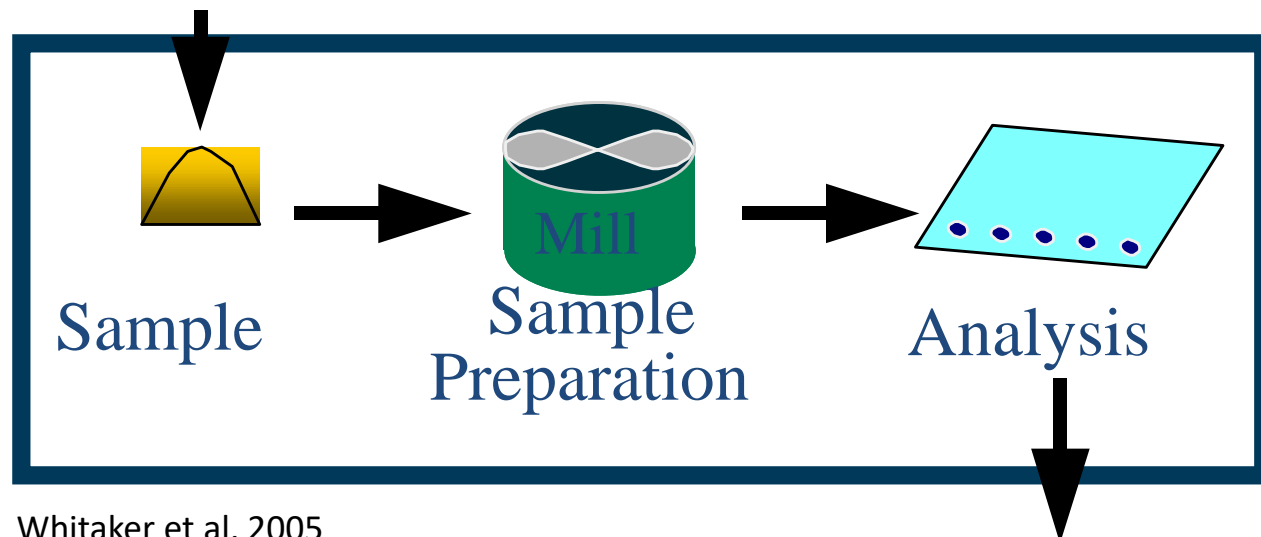 Mill
Sample
Sample
Preparation
Analysis
Whitaker et al. 2005